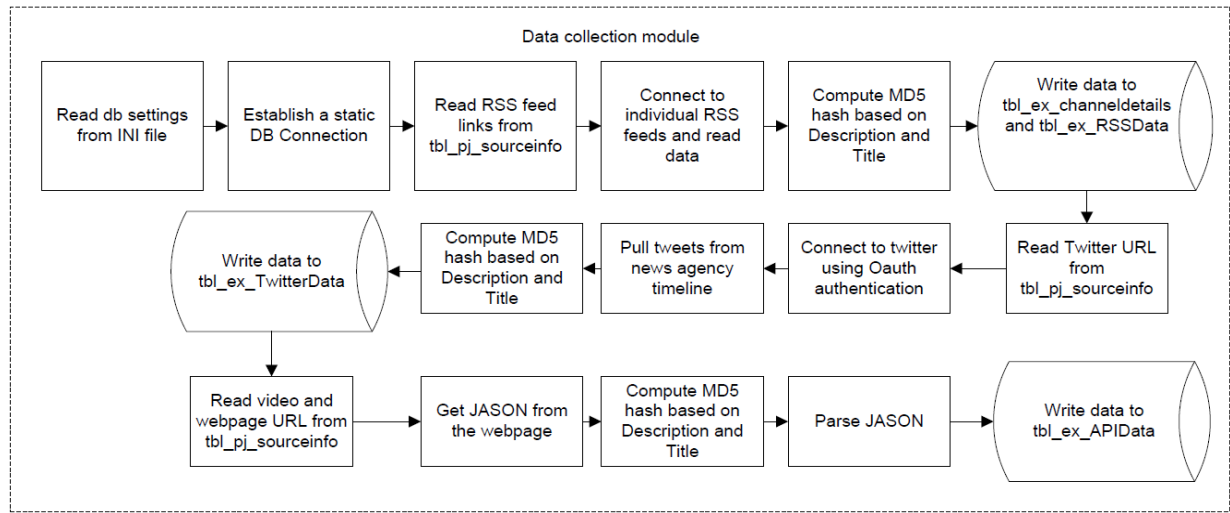 Data collection module
Read db settings
from INI file
Establish a static
DB Connection
Read RSS feed
links from
tbl_pj_sourceinfo
Connect to
individual RSS
feeds and read
data
Compute MD5
hash based on
Description and
Title
Write data to
tbl_ex_channeldetails
and tbl_ex_RSSData
Read Twitter URL
from
tbl_pj_sourceinfo
Connect to twitter
using Oauth
authentication
Pull tweets from
news agency
timeline
Compute MD5
hash based on
Description and
Title
Write data to
tbl_ex_TwitterData
Read video and
webpage URL from
tbl_pj_sourceinfo
Get JASON from
the webpage
Compute MD5
hash based on
Description and
Title
Parse JASON
Write data to
tbl_ex_APIData